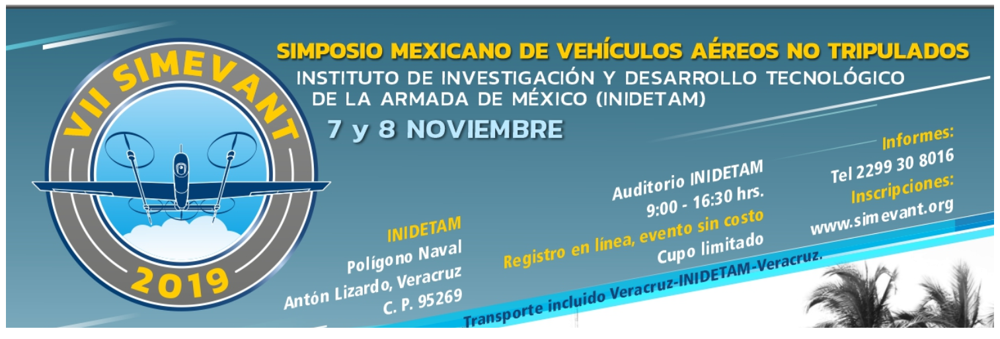 VII SIMEVANT
2019
SIMPOSIO MEXICANO DE VEHÍCULOS AÉREOS NO TRIPULADOS
INSTITUTO DE INVESTIGACIÓN Y DESARROLLO TECNOLÓGICO
DE LA ARMADA DE MÉXICO (INIDETAM)
7 y 8 NOVIEMBRE
INIDETAM
Polígono Naval
Antón Lizardo, Veracruz
C. P. 95269
Auditorio INIDETAM
9:00 - 16:30 hrs.
Registro en línea, evento sin costo
Cupo limitado
Informes:
Tel 2299 30 8016
Inscripciones:
www.simevant.org
Transporte incluido Veracruz-INIDETAM-Veracruz.